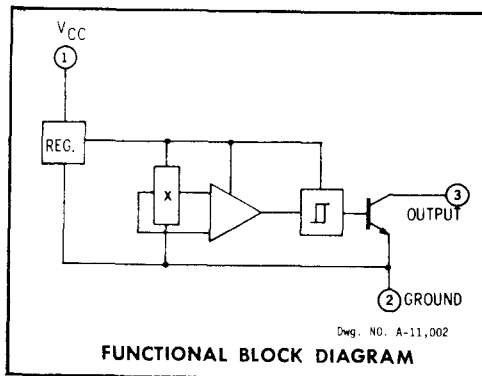 VCC
1
REG.
X
3
OUTPUT
2 GROUND
Dwg. NO. A-11,002
FUNCTIONAL BLOCK DIAGRAM